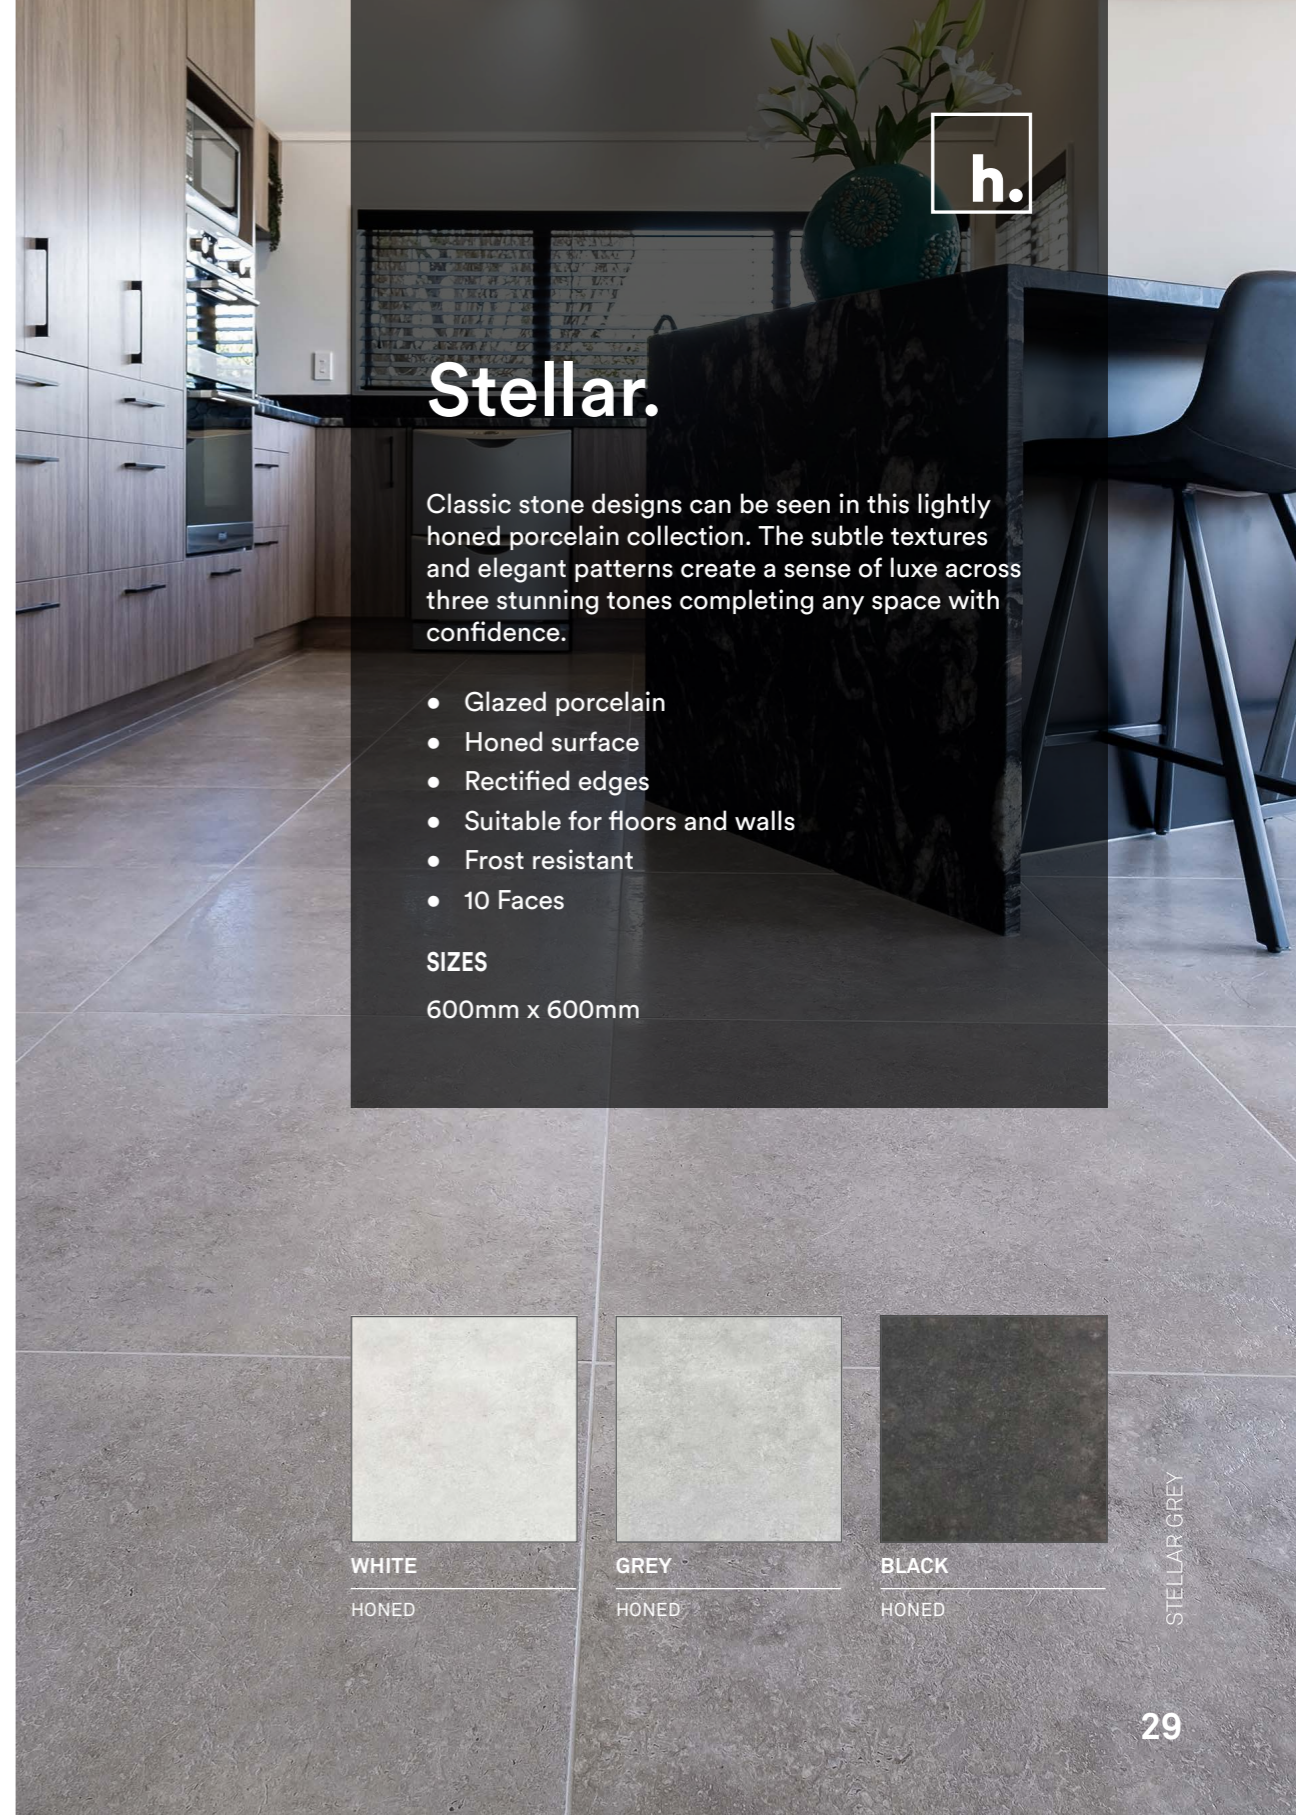 h.
Stellar.
Classic stone designs can be seen in this lightly
honed porcelain collection. The subtle textures
and elegant patterns create a sense of luxe across
three stunning tones completing any space with
confidence.
● Glazed porcelain
● Honed surface
● Rectified edges
● Suitable for floors and walls
● Frost resistant
● 10 Faces
SIZES
600mm x 600mm
WHITE
HONED
GREY
HONED
BLACK
HONED
STELLAR GREY
29